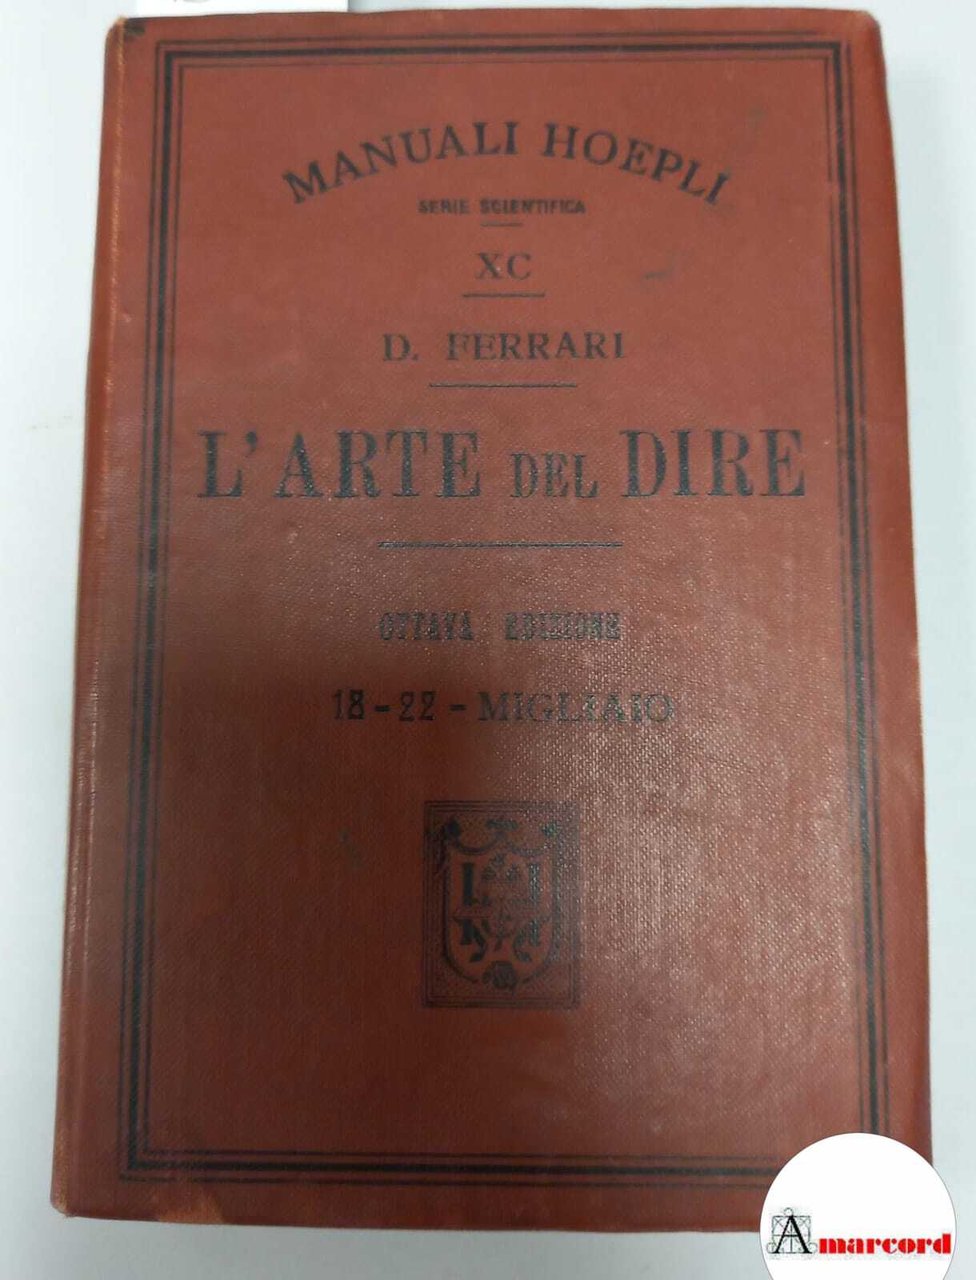 MANUALI HOEPLI
SERIE SCIENTIFICA
XC
D. FERRARI
L'ARTE DEL DIRE
OTTAVA EDIZIONE
18-22 - MIGLIAIO
Amarcord